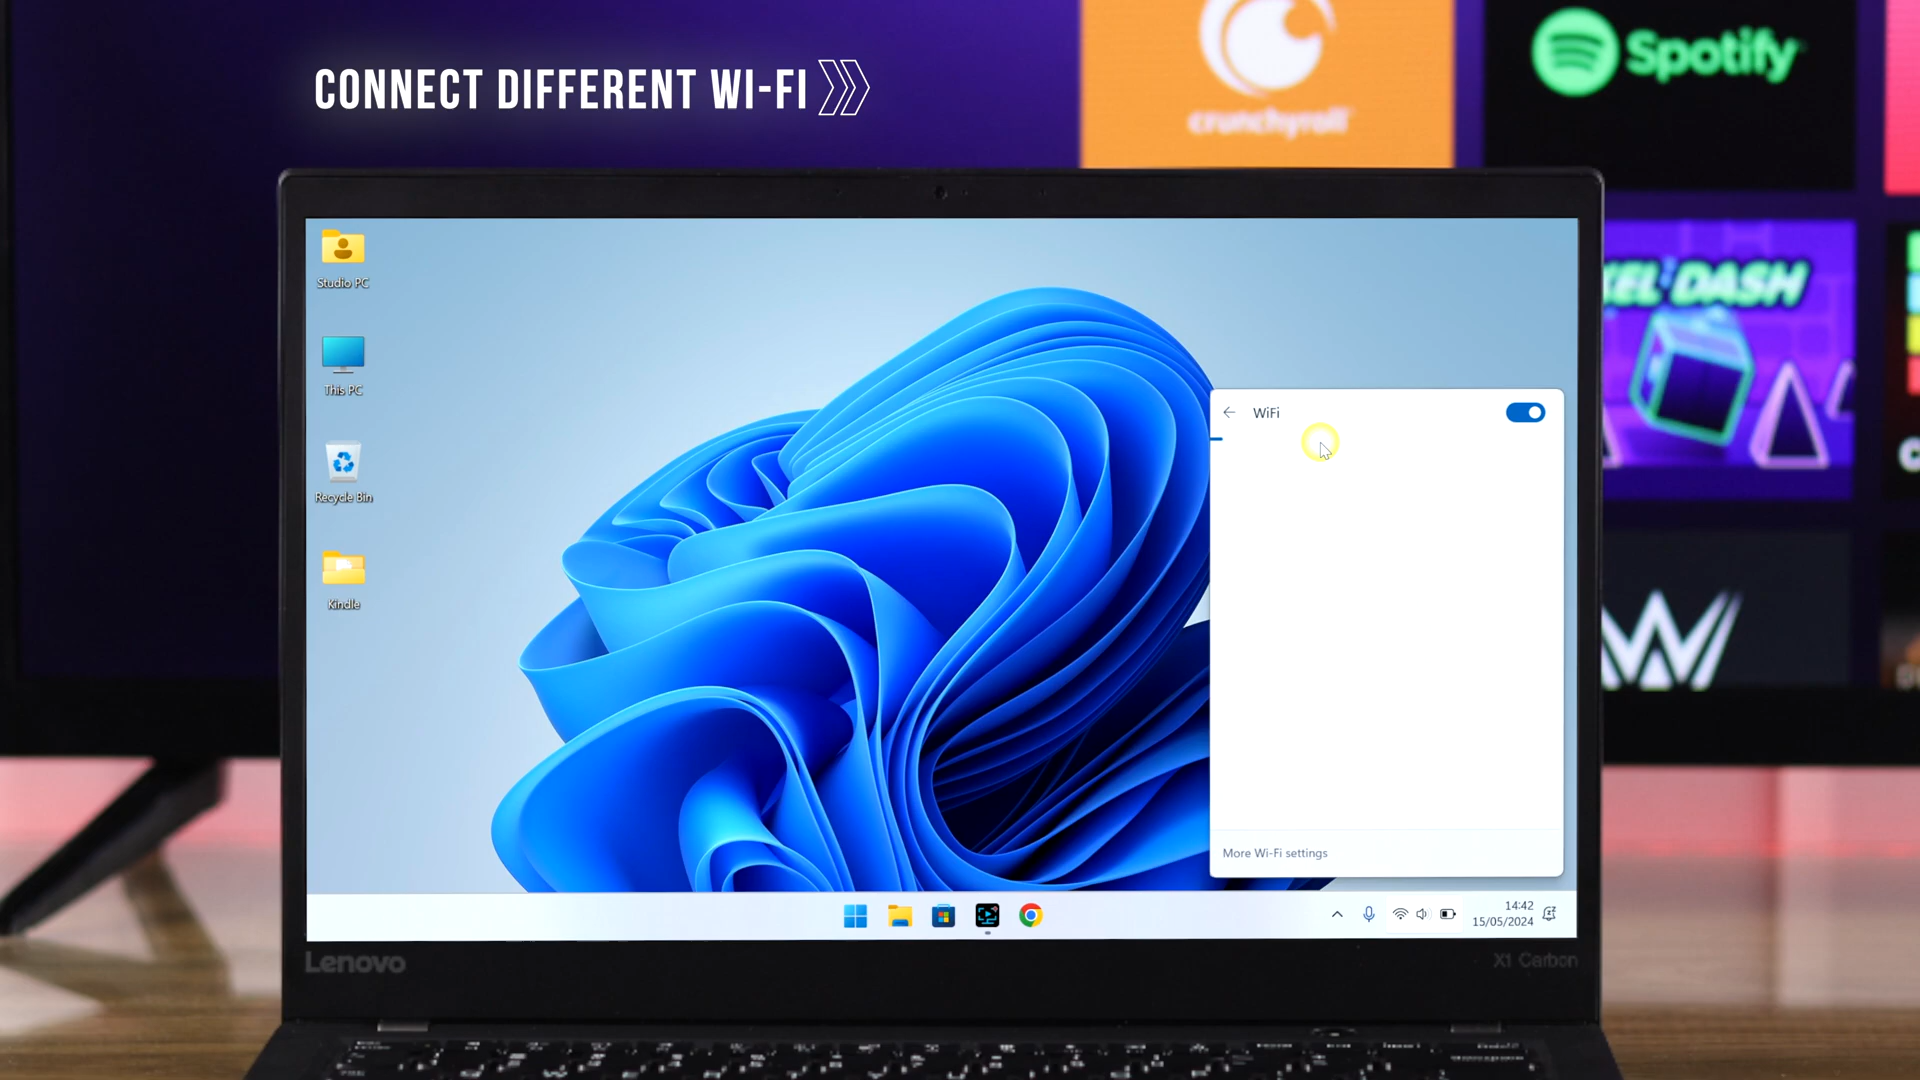 CONNECT DIFFERENT WI-FI
crunchyroll
Spotify
Studio PC
This PC
Recycle Bin
Kindle
WiFi
More Wi-Fi settings
DASH
14:42
15/05/2024
Lenovo
X1 Carbon